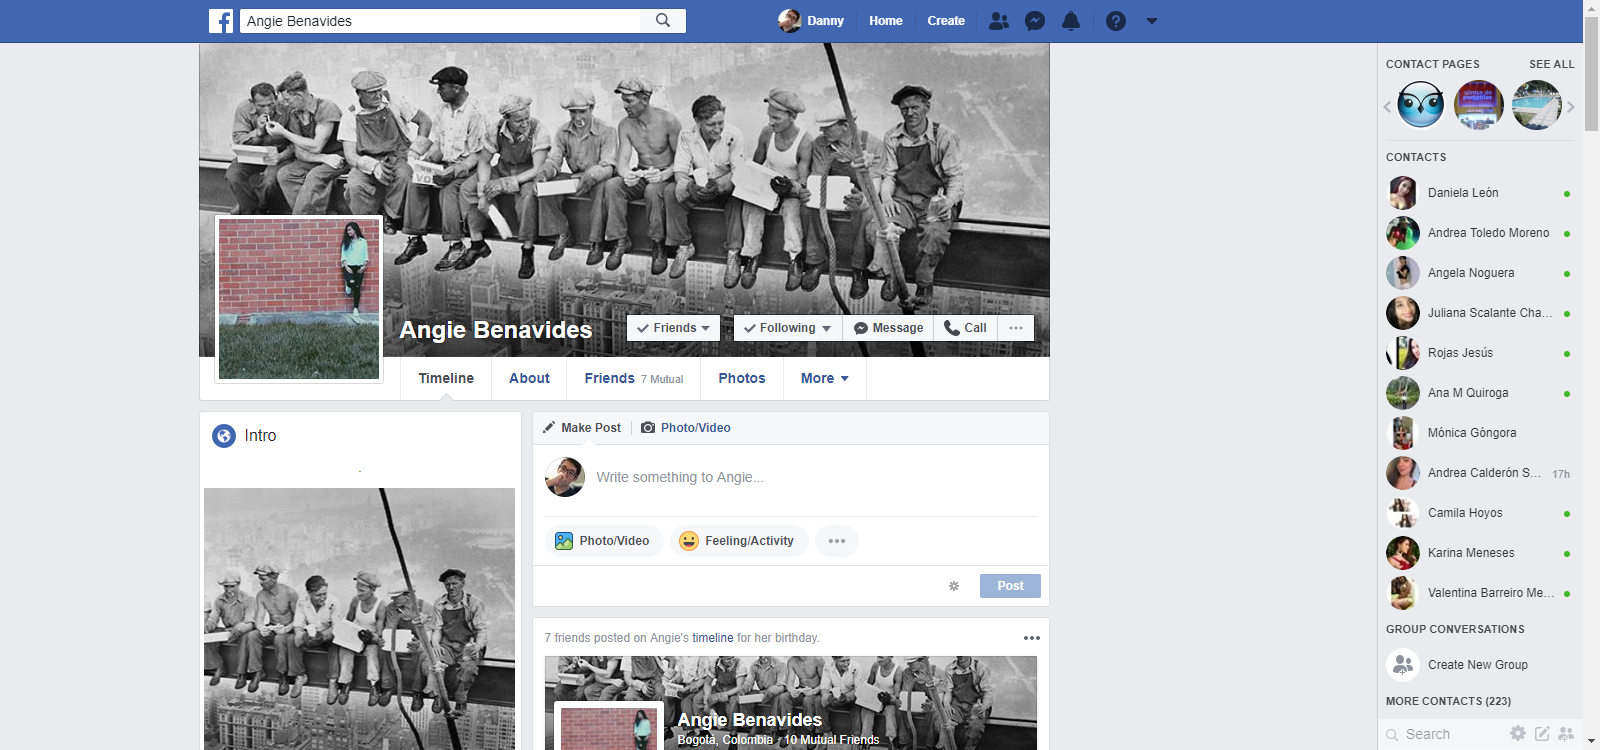 Angie Benavides
Danny
Home
Create
Angie Benavides
Friends
Following
Message
Call
Timeline
About
Friends 7 Mutual
Photos
More
Intro
.
Make Post
Photo/Video
Write something to Angie...
Photo/Video
Feeling/Activity
Post
7 friends posted on Angie's timeline for her birthday.
Angie Benavides
Bogotá, Colombia · 10 Mutual Friends
CONTACT PAGES
SEE ALL
CONTACTS
Daniela León
Andrea Toledo Moreno
Angela Noguera
Juliana Scalante Cha...
Rojas Jesús
Ana M Quiroga
Mónica Góngora
Andrea Calderón S...
17h
Camila Hoyos
Karina Meneses
Valentina Barreiro Me...
GROUP CONVERSATIONS
Create New Group
MORE CONTACTS (223)
Search